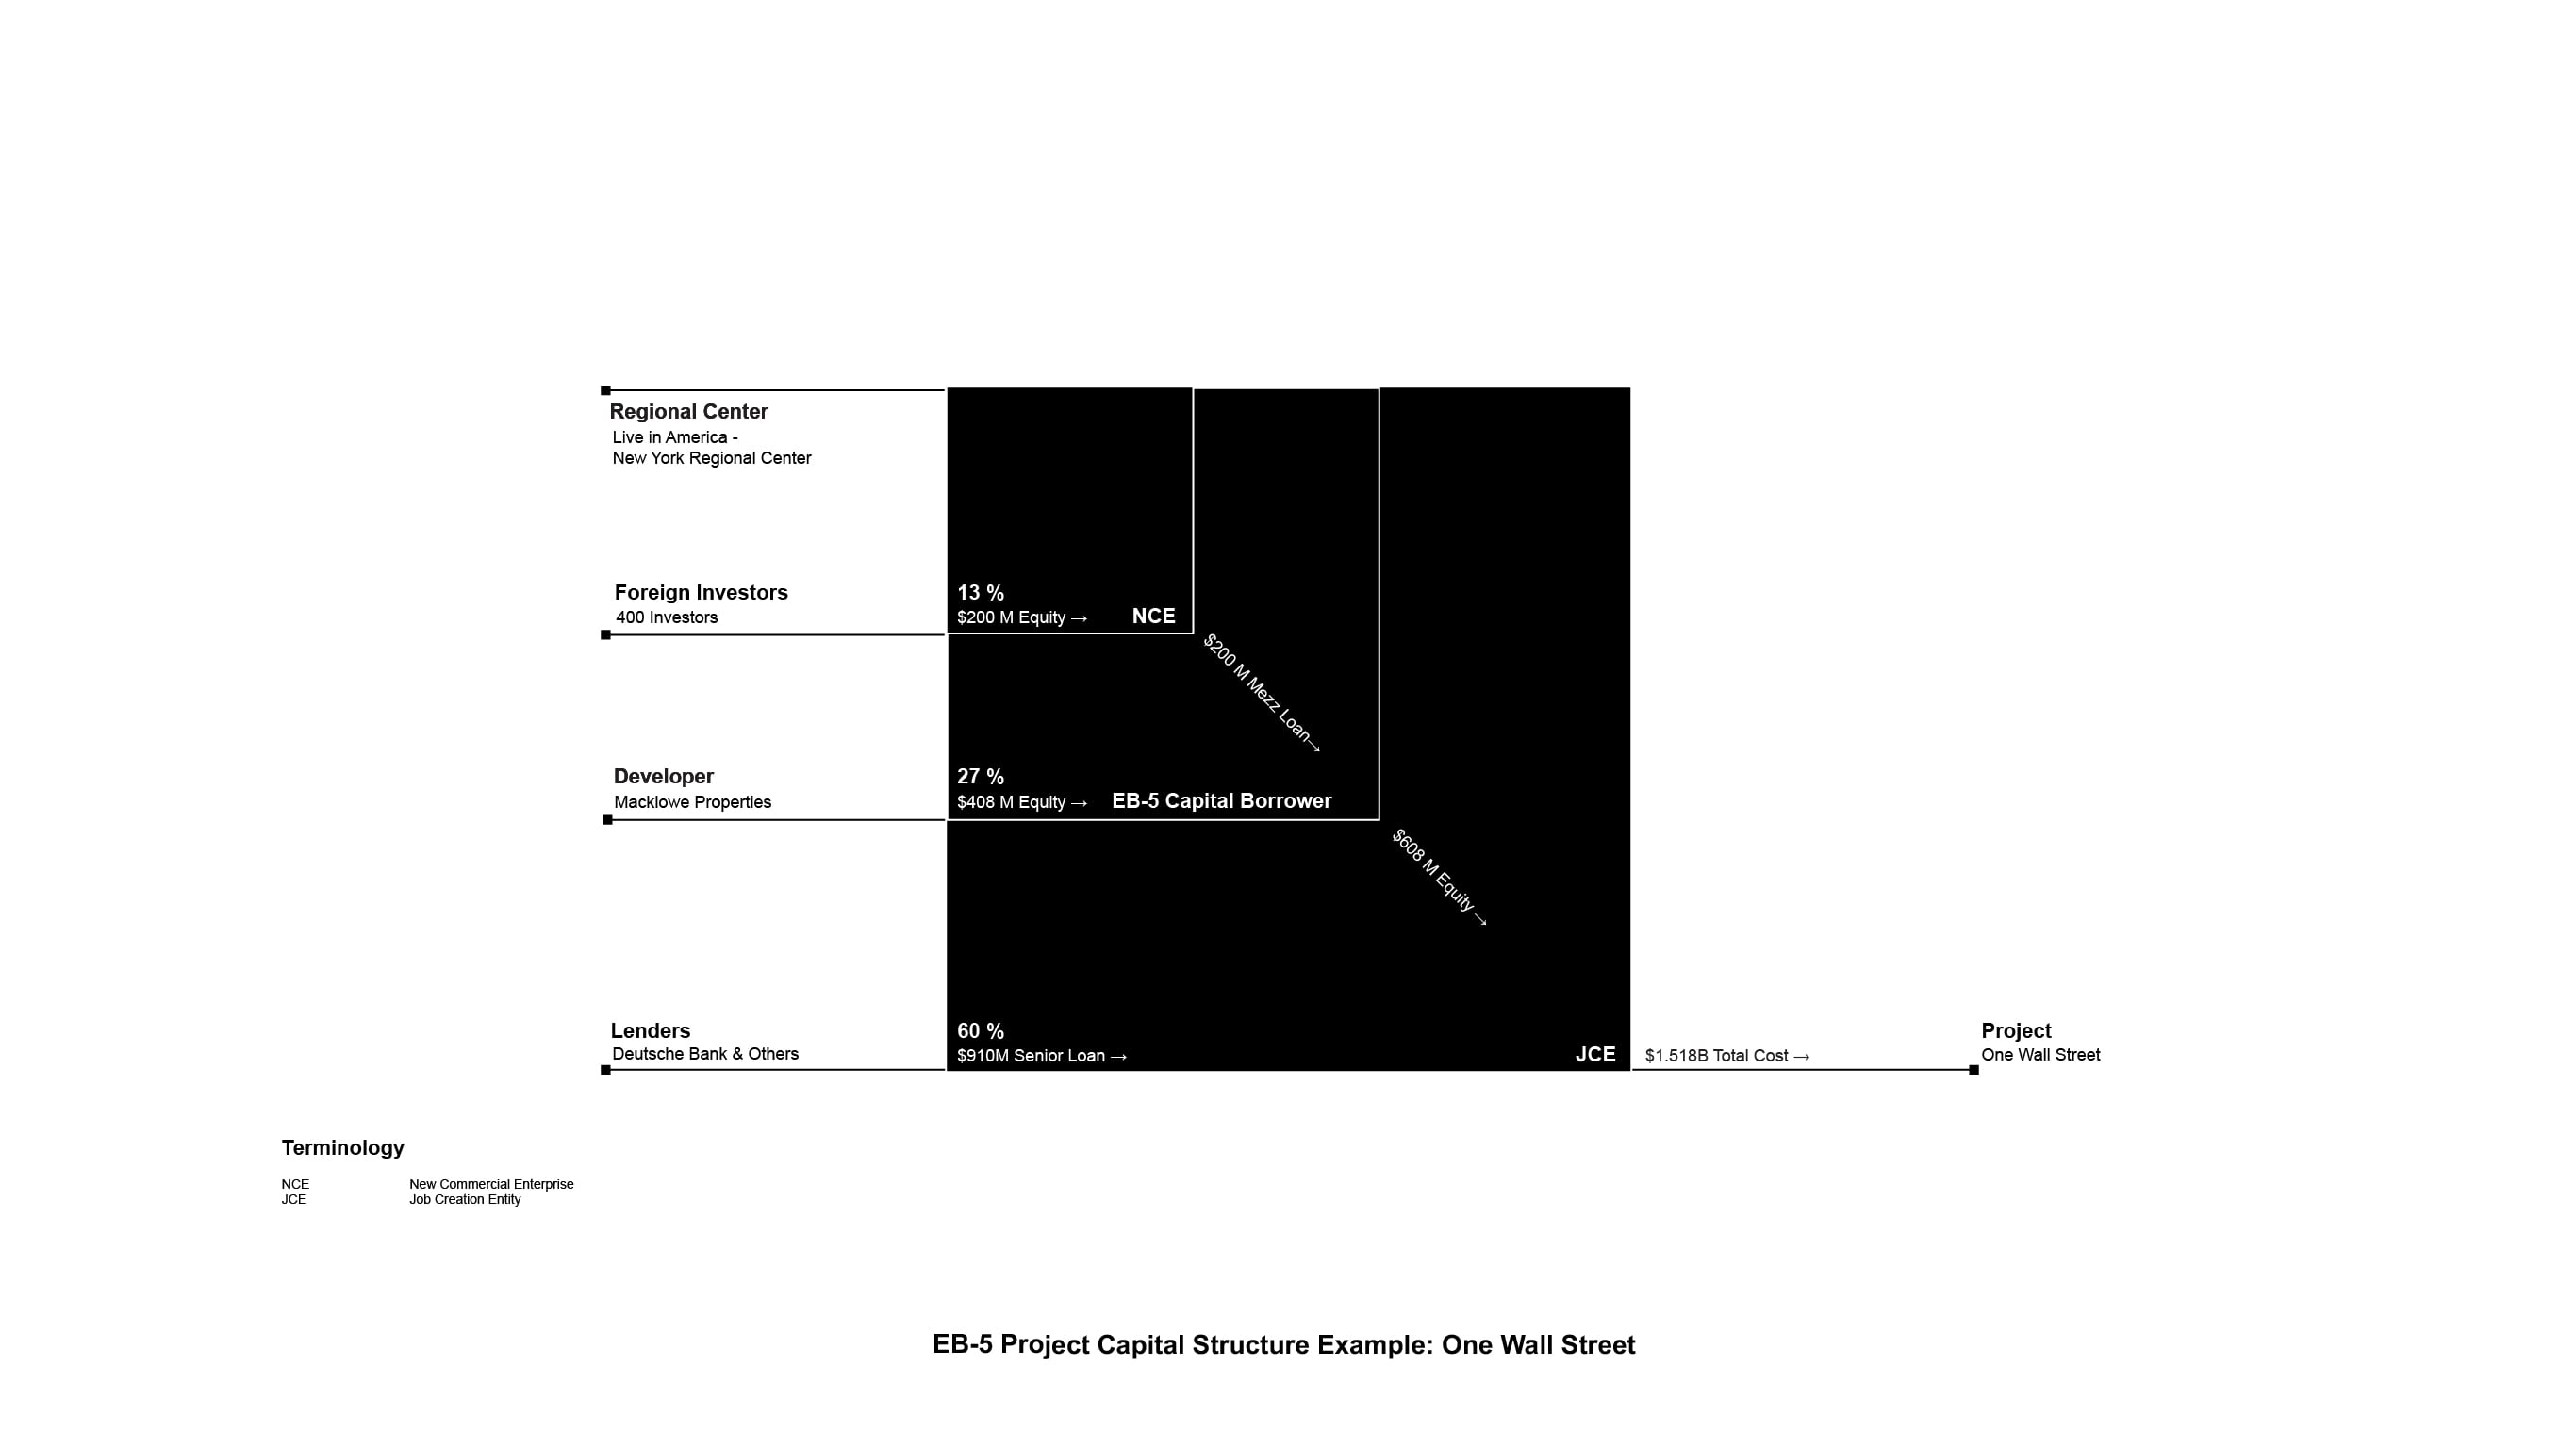 Regional Center
Live in America -
New York Regional Center
Foreign Investors
400 Investors
13 %
$200 M Equity →
NCE
$200 M Mezz Loan→
Developer
Macklowe Properties
27 %
$408 M Equity →
EB-5 Capital Borrower
$608 M Equity →
Lenders
Deutsche Bank & Others
60 %
$910M Senior Loan →
JCE
$1.518B Total Cost →
Project
One Wall Street
Terminology
NCE New Commercial Enterprise
JCE Job Creation Entity
EB-5 Project Capital Structure Example: One Wall Street